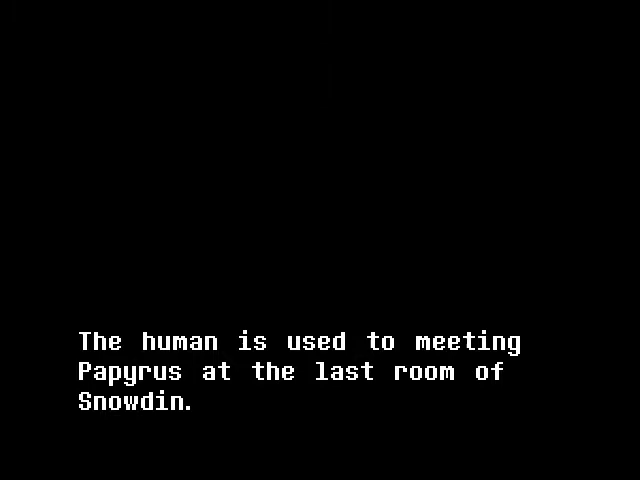 The human is used to meeting
Papyrus at the last room of
Snowdin.